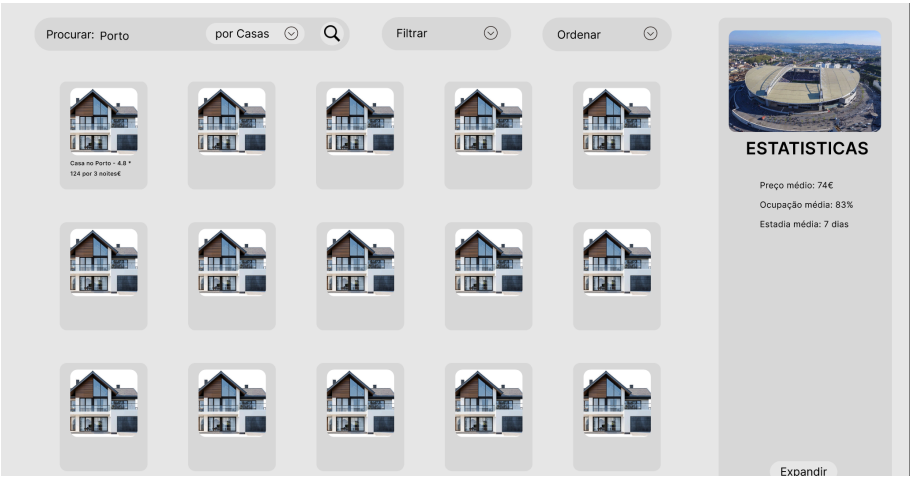 Procurar: Porto
por Casas
Filtrar
Ordenar
Casa no Porto - 4.8 *
124 por 3 noites€
ESTATISTICAS
Preço médio: 74€
Ocupação média: 83%
Estadia média: 7 dias
Expandir